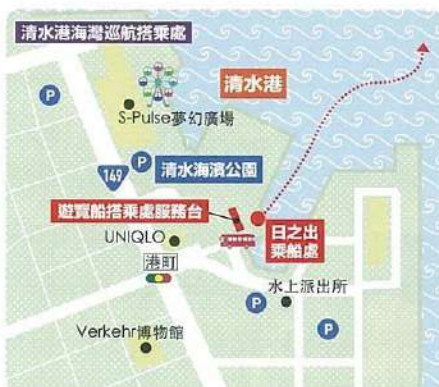 清水港海灣巡航搭乘處
P
清水港
S-Pulse夢幻廣場
P
149
清水海濱公園
遊覽船搭乘處服務台
UNIQLO
日之出
乘船處
港町
水上派出所
P
P
Verkehr博物館